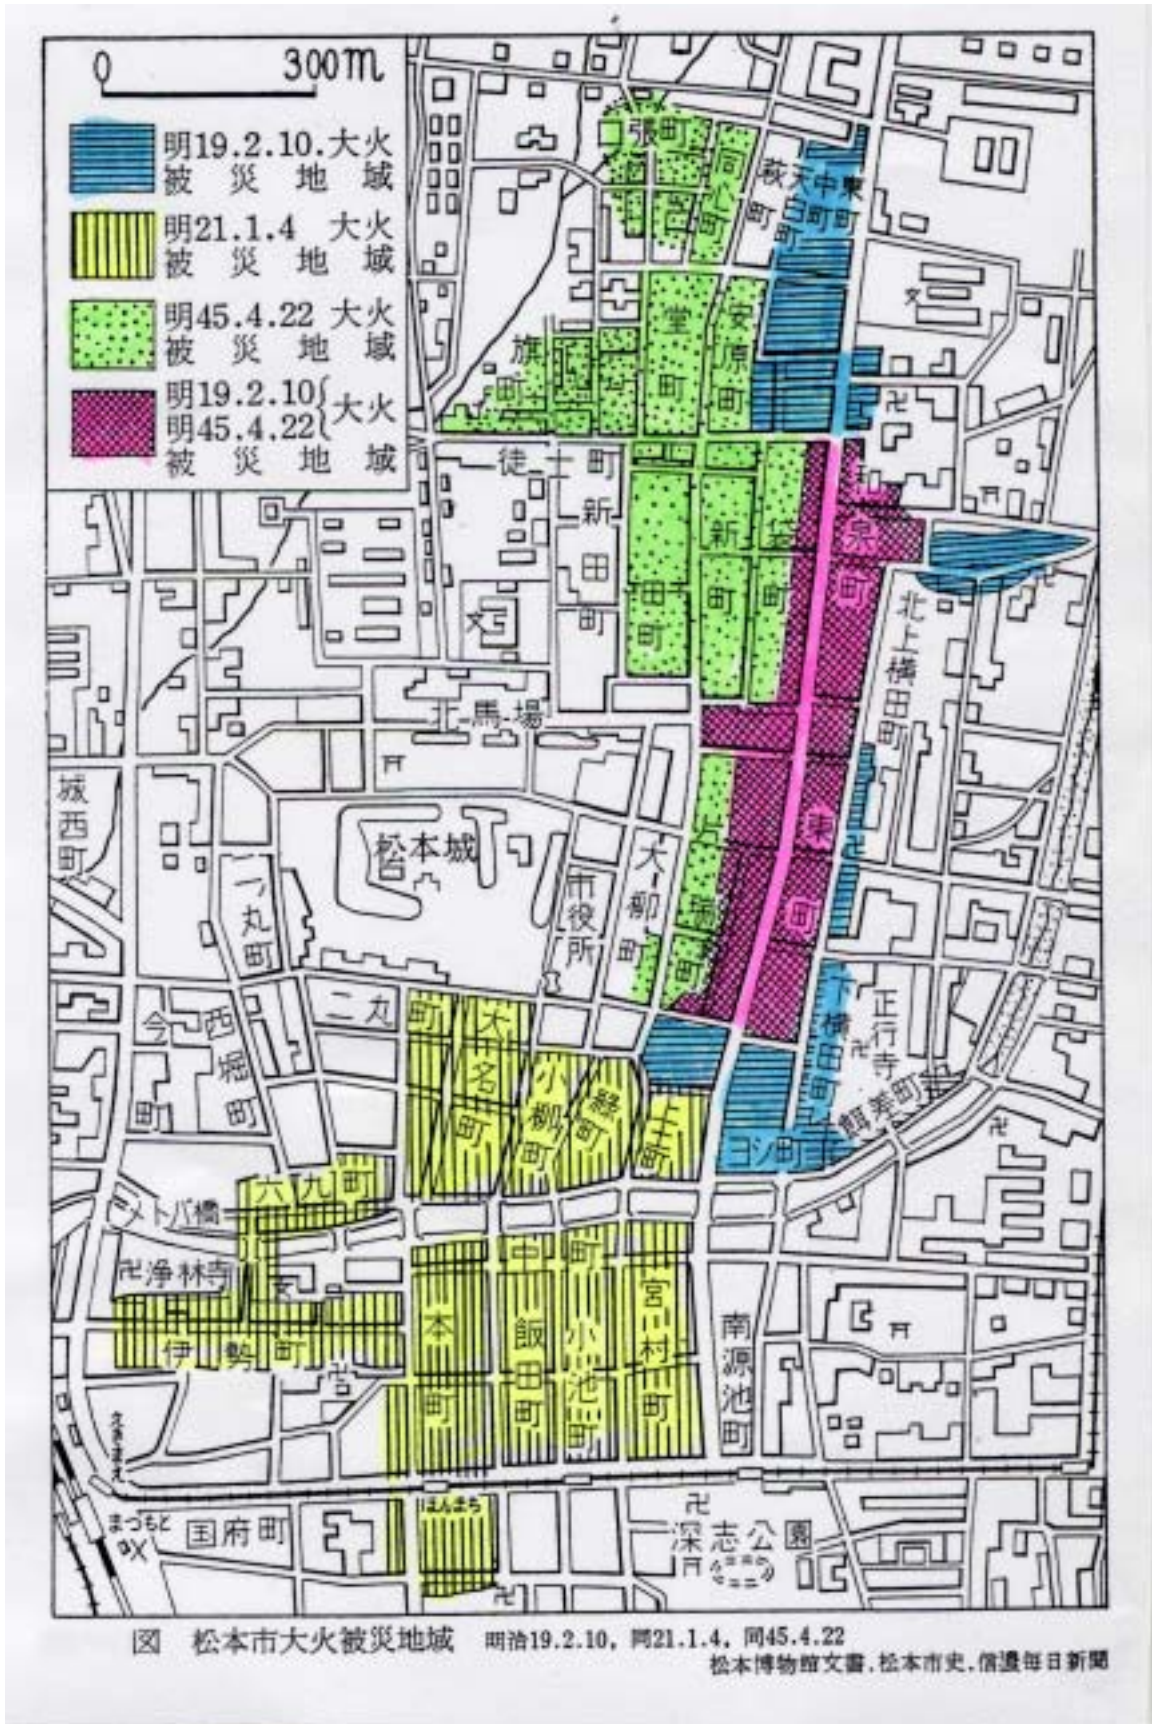 0 300m
明19.2.10.大火
被災地域
明21.1.4 大火
被災地域
明45.4.22 大火
被災地域
明19.2.10
明45.4.22
大火
被災地域
張町
同心町
萩町
天白町
中町
東町
堂町
安原町
旗町
徒士町
新田町
田町
新町
袋町
泉町
北上横田町
北馬場
城西町
松本城
市役所
大柳町
片端町
東町
丸町
二丸町
今町
西堀町
大名町
小柳町
緑町
上土町
下横田町
正行寺
餌差町
ヨシ町
六九町
トバ橋
浄林寺
伊勢町
本町
中町
飯田町
小池町
宮村町
南源池町
えきまえ
ほんまち
まつもと
国府町
深志公園
図 松本市大火被災地域 明治19.2.10, 同21.1.4, 同45.4.22
松本博物館文書,松本市史,信濃毎日新聞